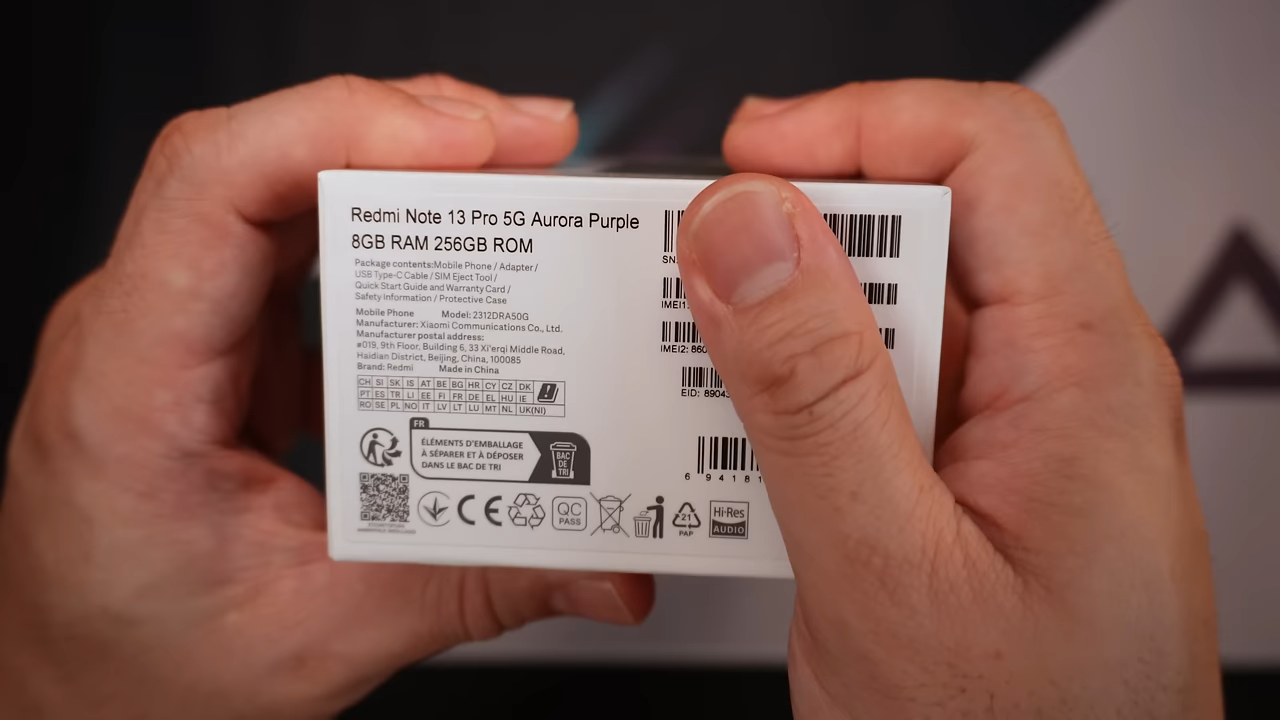 Redmi Note 13 Pro 5G Aurora Purple
8GB RAM 256GB ROM
Package contents:Mobile Phone / Adapter /
USB Type-C Cable / SIM Eject Tool /
Quick Start Guide and Warranty Card /
Safety Information / Protective Case
Mobile Phone Model: 2312DRA50G
Manufacturer: Xiaomi Communications Co., Ltd.
Manufacturer postal address:
#019, 9th Floor, Building 6, 33 Xi'erqi Middle Road,
Haidian District, Beijing, China, 100085
Brand: Redmi Made in China
CH SI SK IS AT BE BG HR CY CZ DK
PT ES TR LI EE FI FR DE EL HU IE
RO SE PL NO IT LV LT LU MT NL UK(NI)
FR
ÉLÉMENTS D'EMBALLAGE
À SÉPARER ET À DÉPOSER
DANS LE BAC DE TRI
BAC
DE
TRI
CE
QC
PASS
21
PAP
Hi-Res
AUDIO
SN
IMEI1
IMEI2: 860
EID: 8904
6 94181